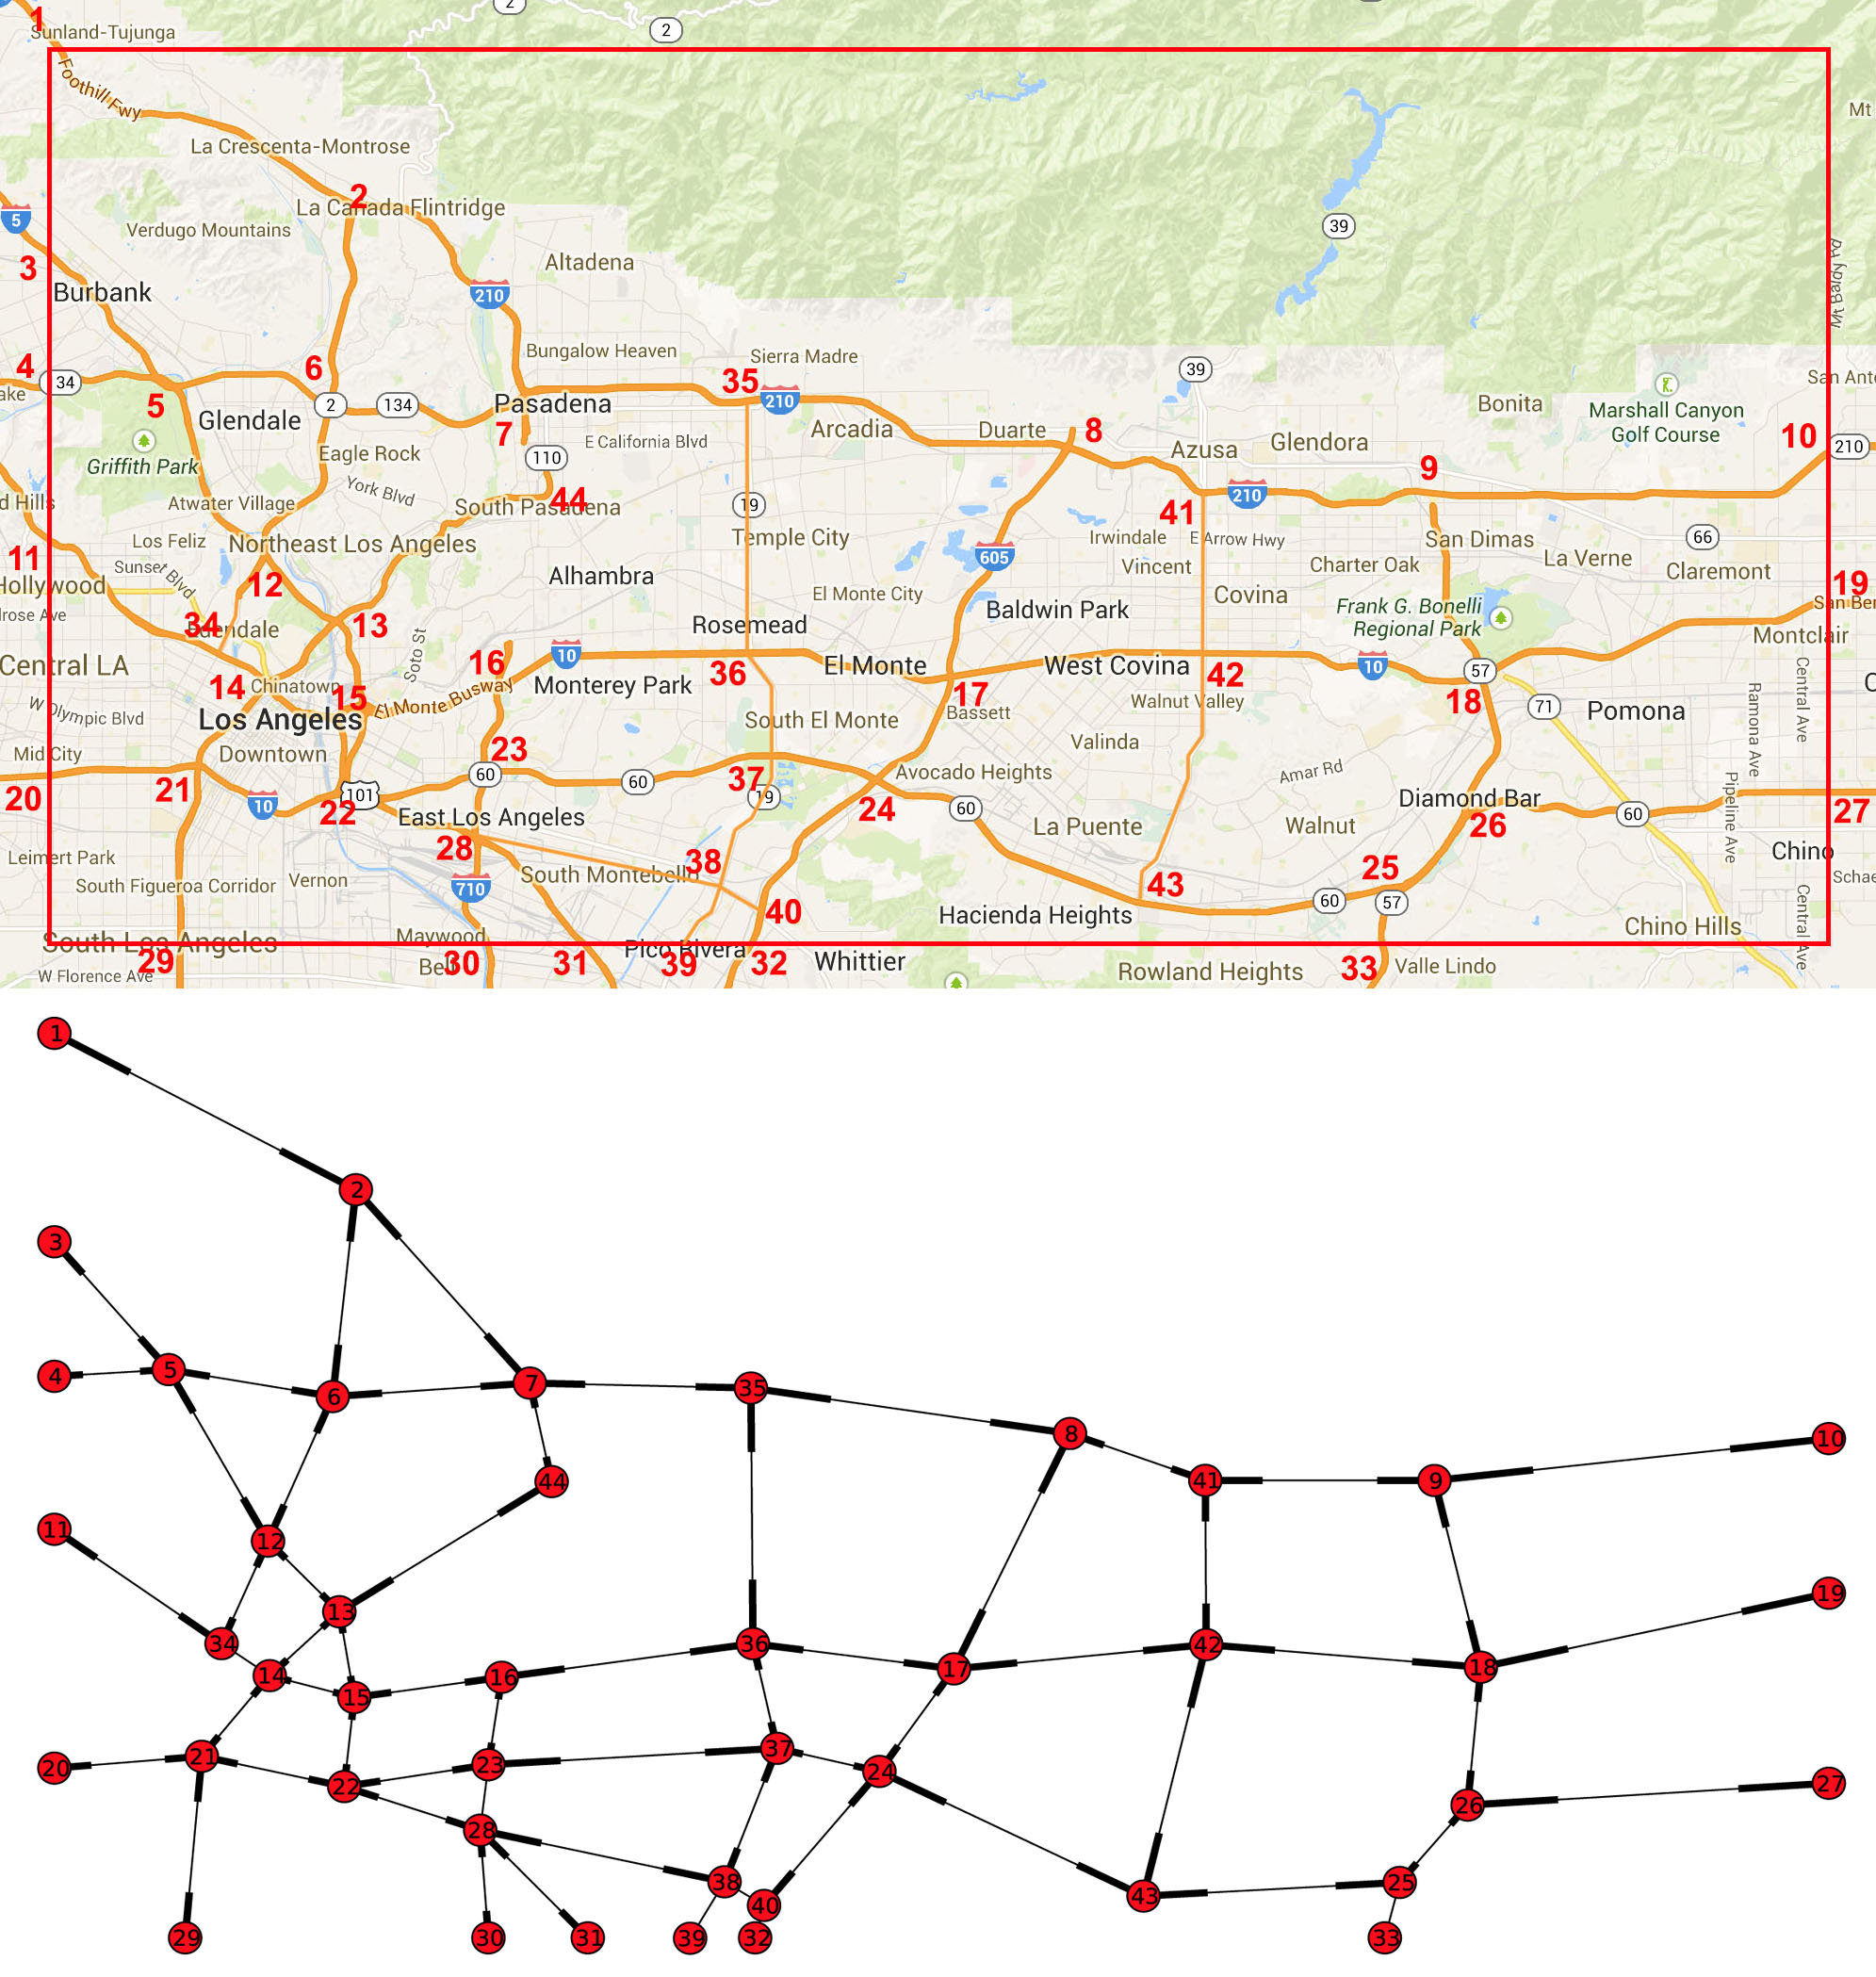 2
1
Sunland-Tujunga
2
Foothill Fwy
Mt
La Crescenta-Montrose
2
La Cañada Flintridge
5
Verdugo Mountains
39
3
Altadena
Burbank
210
Mt Baldy Rd
Bungalow Heaven
Sierra Madre
4
6
39
35
34
San Anto
ake
5
2
134
Pasadena
210
Bonita
Marshall Canyon
Golf Course
Glendale
7
Arcadia
Duarte
8
10
E California Blvd
Azusa
Glendora
210
Griffith Park
Eagle Rock
110
9
York Blvd
d Hills
Atwater Village
South Pasadena
44
19
41
210
Los Feliz
Northeast Los Angeles
Temple City
Irwindale
E Arrow Hwy
San Dimas
66
11
605
Vincent
Charter Oak
La Verne
Claremont
Sunset Blvd
12
Alhambra
Hollywood
El Monte City
Covina
19
San Ber
lrose Ave
34
Edendale
13
Rosemead
Baldwin Park
Frank G. Bonelli
Regional Park
Montclair
Soto St
Central LA
16
10
36
El Monte
West Covina
42
10
57
14
Chinatown
15
El Monte Busway
Monterey Park
17
Bassett
Walnut Valley
18
71
Pomona
C
W Olympic Blvd
Los Angeles
South El Monte
Central Ave
Ramona Ave
Mid City
Downtown
23
Valinda
20
21
10
101
22
60
60
37
19
Avocado Heights
24
60
Amar Rd
Diamond Bar
26
60
27
Pipeline Ave
East Los Angeles
La Puente
Walnut
Leimert Park
28
38
25
Chino
South Figueroa Corridor
Vernon
710
South Montebello
43
60
57
Schae
40
Hacienda Heights
Chino Hills
Central Ave
South Los Angeles
Maywood
Pico Rivera
29
Bell
30
31
39
32
Whittier
W Florence Ave
Rowland Heights
33
Valle Lindo
1
2
3
4
5
6
7
35
8
10
41
9
44
11
12
13
19
34
36
42
14
15
16
17
18
20
21
22
23
37
24
26
27
28
38
40
43
25
29
30
31
39
32
33